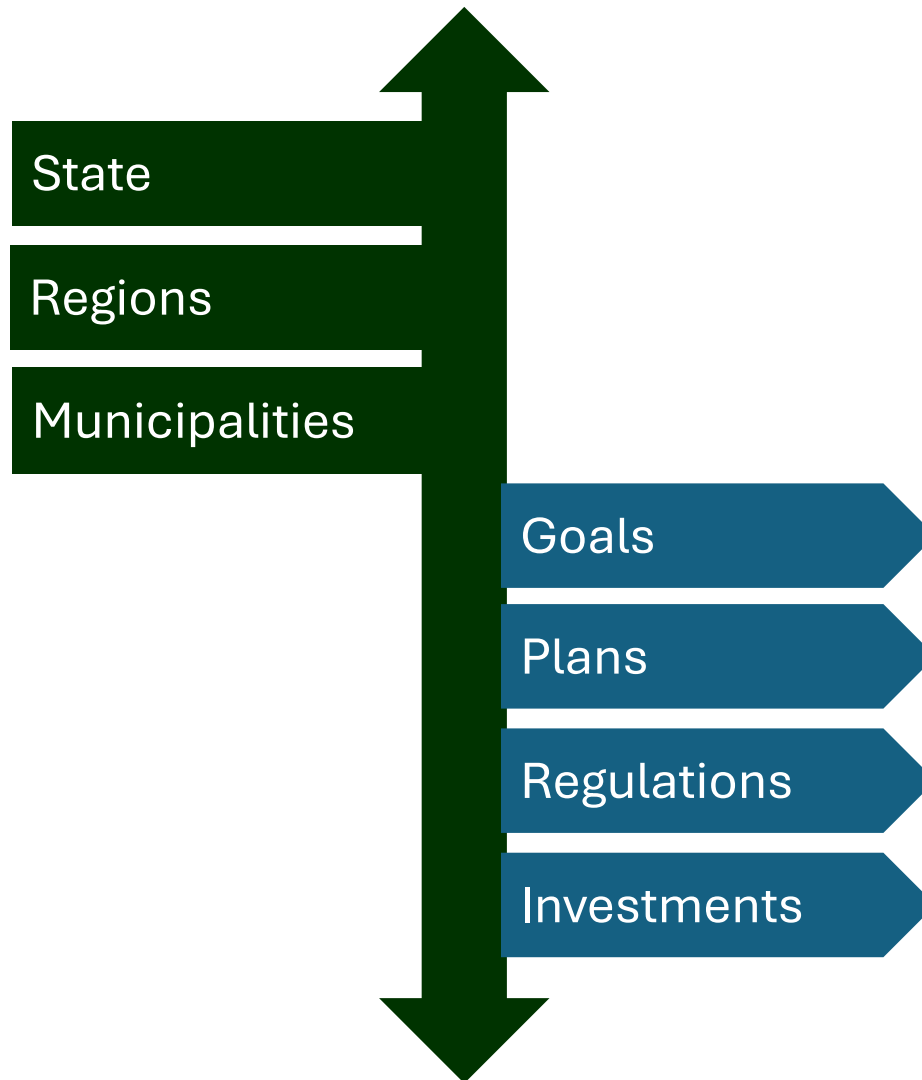 State
Regions
Municipalities
Goals
Plans
Regulations
Investments